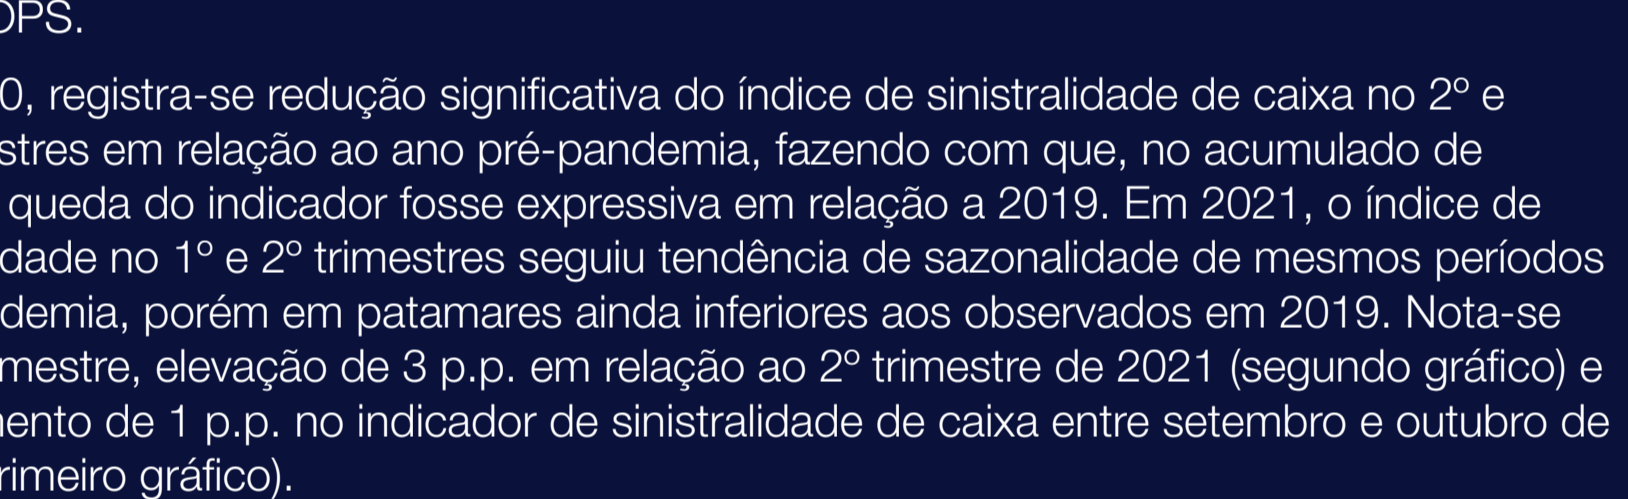 OPS.
0, registra-se redução significativa do índice de sinistralidade de caixa no 2º e
stres em relação ao ano pré-pandemia, fazendo com que, no acumulado de
queda do indicador fosse expressiva em relação a 2019. Em 2021, o índice de
dade no 1º e 2º trimestres seguiu tendência de sazonalidade de mesmos períodos
demia, porém em patamares ainda inferiores aos observados em 2019. Nota-se
mestre, elevação de 3 p.p. em relação ao 2º trimestre de 2021 (segundo gráfico) e
mento de 1 p.p. no indicador de sinistralidade de caixa entre setembro e outubro de
rimeiro gráfico).